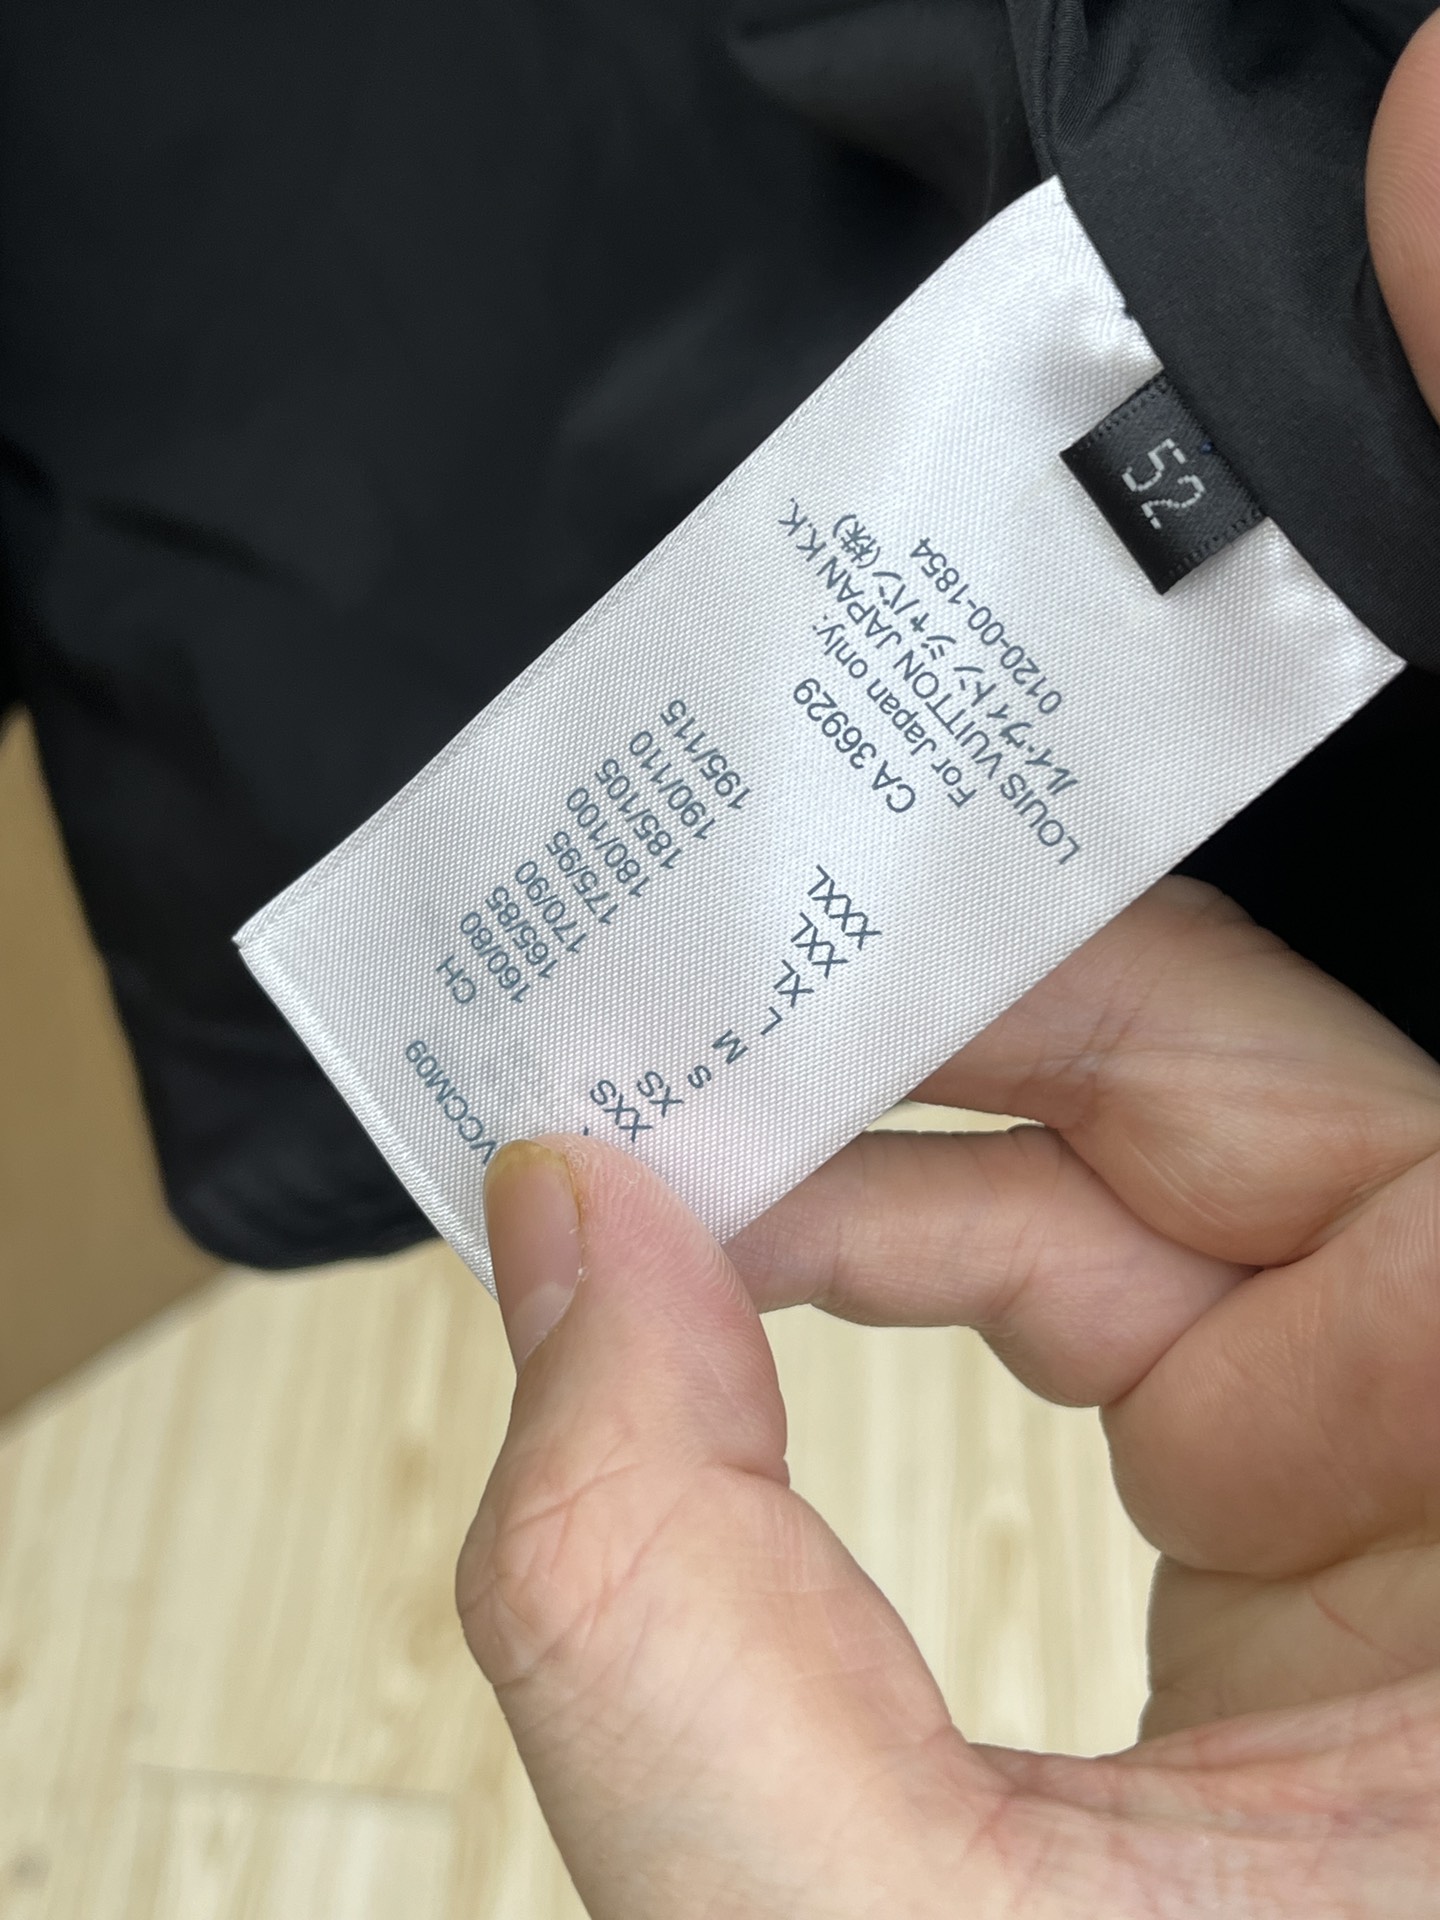 52
VCCM09
CH
XXS 160/80
XS 165/85
S 170/90
M 175/95
L 180/100
XL 185/105
XXL 190/110
XXXL 195/115
CA 36929
For Japan only:
LOUIS VUITTON JAPAN K.K.
ルイ・ヴィトン ジャパン(株)
0120-00-1854